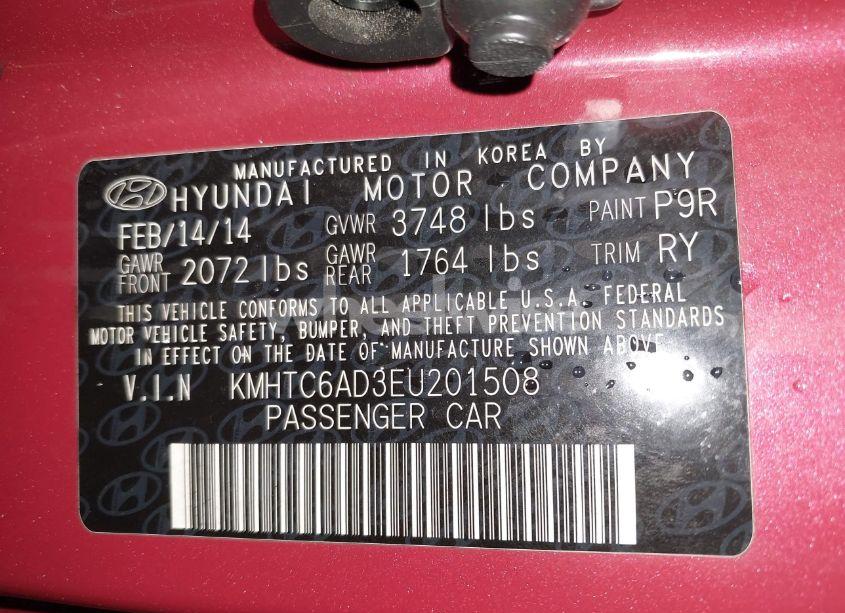 MANUFACTURED IN KOREA BY
HYUNDAI MOTOR COMPANY
FEB/14/14 GVWR 3748 lbs PAINT P9R
GAWR FRONT 2072 lbs GAWR REAR 1764 lbs TRIM RY
THIS VEHICLE CONFORMS TO ALL APPLICABLE U.S.A. FEDERAL
MOTOR VEHICLE SAFETY, BUMPER, AND THEFT PREVENTION STANDARDS
IN EFFECT ON THE DATE OF MANUFACTURE SHOWN ABOVE.
V.I.N KMHTC6AD3EU201508
PASSENGER CAR